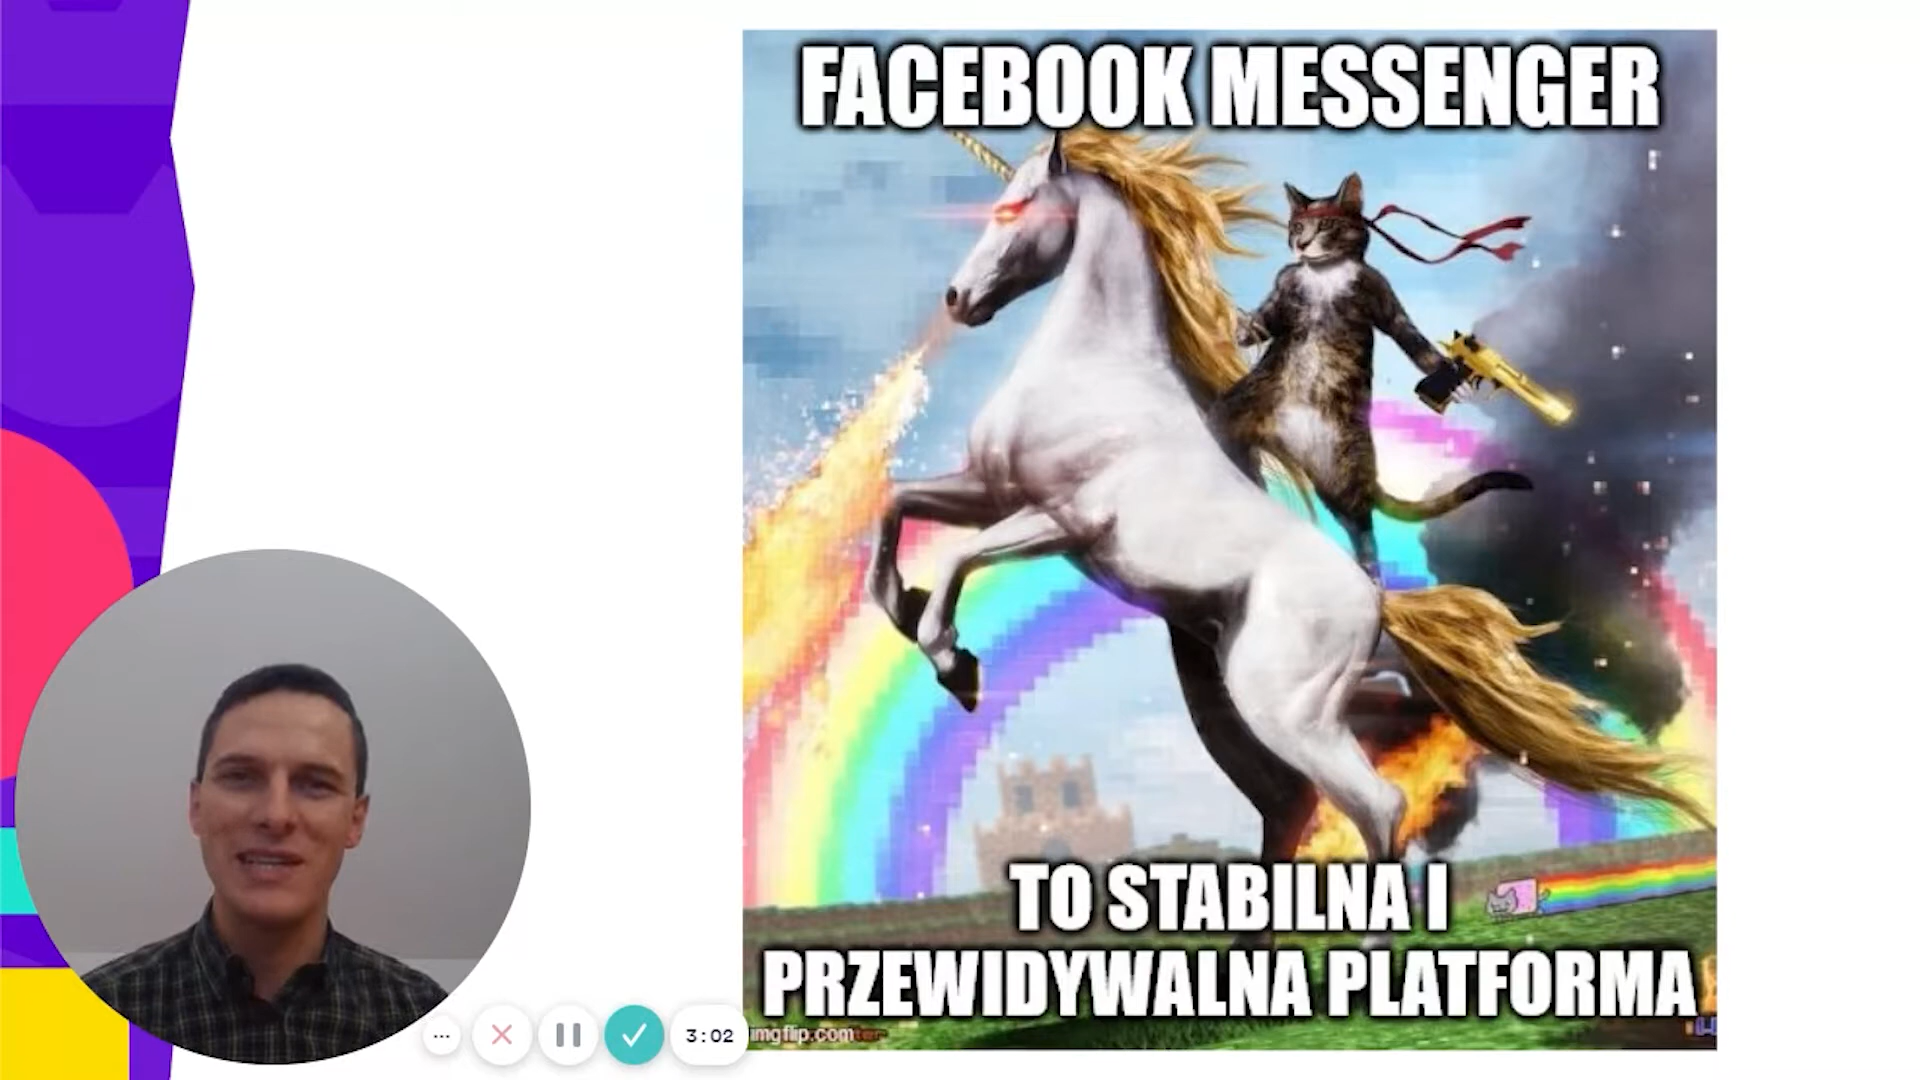 FACEBOOK MESSENGER
TO STABILNA I
PRZEWIDYWALNA PLATFORMA
imgflip.com
3:02